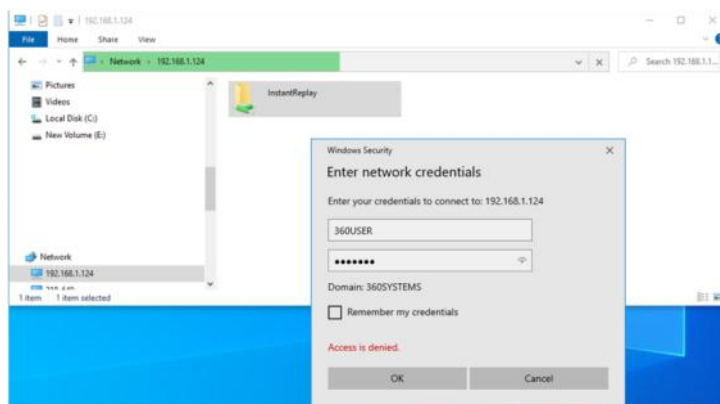 192.168.1.124
File Home Share View
Network 192.168.1.124
Search 192.168.1.1...
Pictures
Videos
Local Disk (C:)
New Volume (E:)
InstantReplay
Network
192.168.1.124
1 item 1 item selected
Windows Security
Enter network credentials
Enter your credentials to connect to: 192.168.1.124
360USER
Domain: 360SYSTEMS
Remember my credentials
Access is denied.
OK Cancel